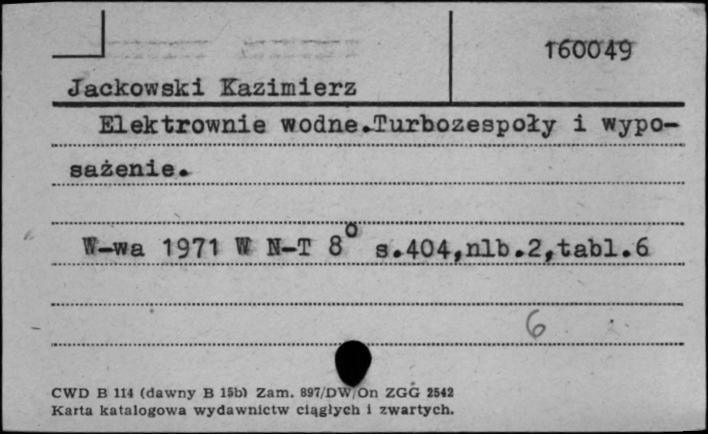 160049
Jackowski Kazimierz
Elektrownie wodne.Turbozespoły i wypo-
sażenie.
W-wa 1971 W N-T 8° s.404,nlb.2,tabl.6
6
CWD B 114 (dawny B 15b) Zam. 897/DW/On ZGG 2542
Karta katalogowa wydawnictw ciągłych i zwartych.